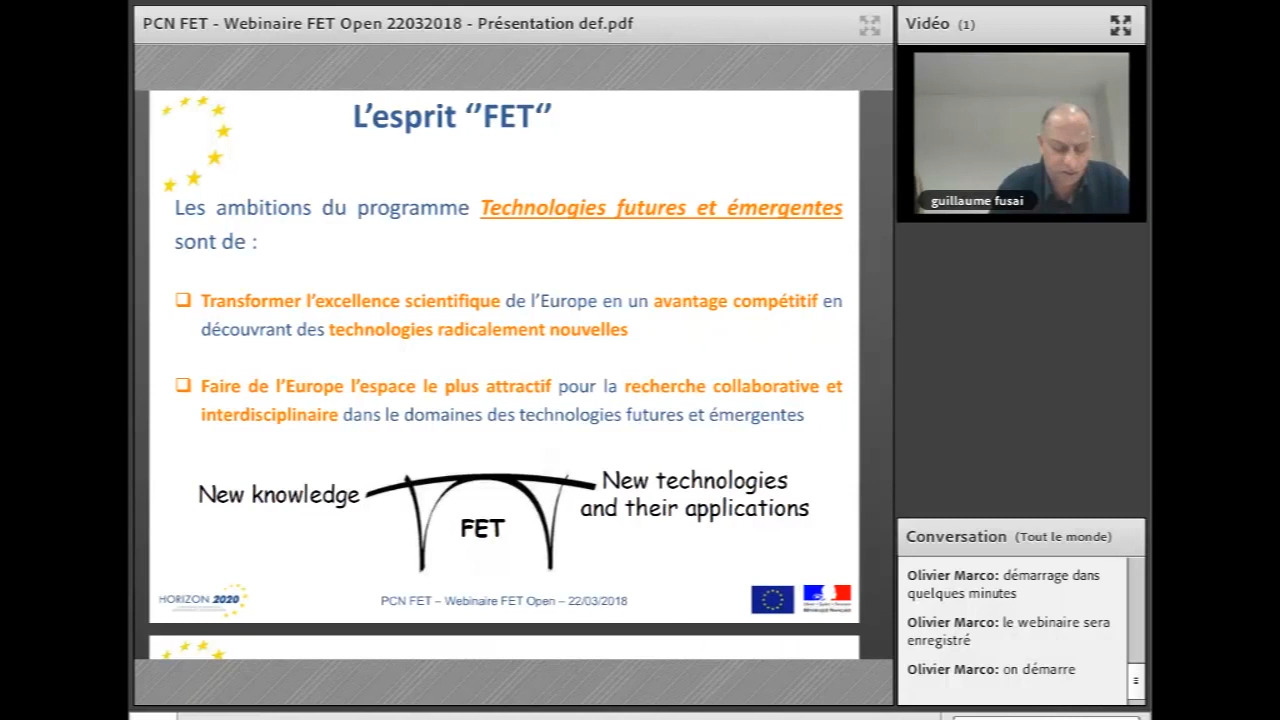 PCN FET - Webinaire FET Open 22032018 - Présentation def.pdf
L'esprit ‘’FET‘’
Les ambitions du programme Technologies futures et émergentes
sont de :
Transformer l'excellence scientifique de l'Europe en un avantage compétitif en
découvrant des technologies radicalement nouvelles
Faire de l'Europe l'espace le plus attractif pour la recherche collaborative et
interdisciplinaire dans le domaines des technologies futures et émergentes
New knowledge
FET
New technologies
and their applications
HORIZON 2020
PCN FET – Webinaire FET Open – 22/03/2018
Vidéo (1)
guillaume fusai
Conversation (Tout le monde)
Olivier Marco: démarrage dans
quelques minutes
Olivier Marco: le webinaire sera
enregistré
Olivier Marco: on démarre